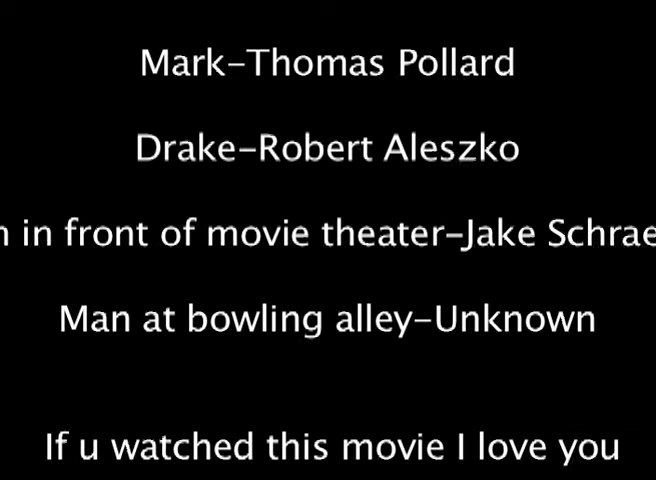 Mark-Thomas Pollard
Drake-Robert Aleszko
in front of movie theater-Jake
Man at bowling alley-Unknown
If u watched this movie I love you